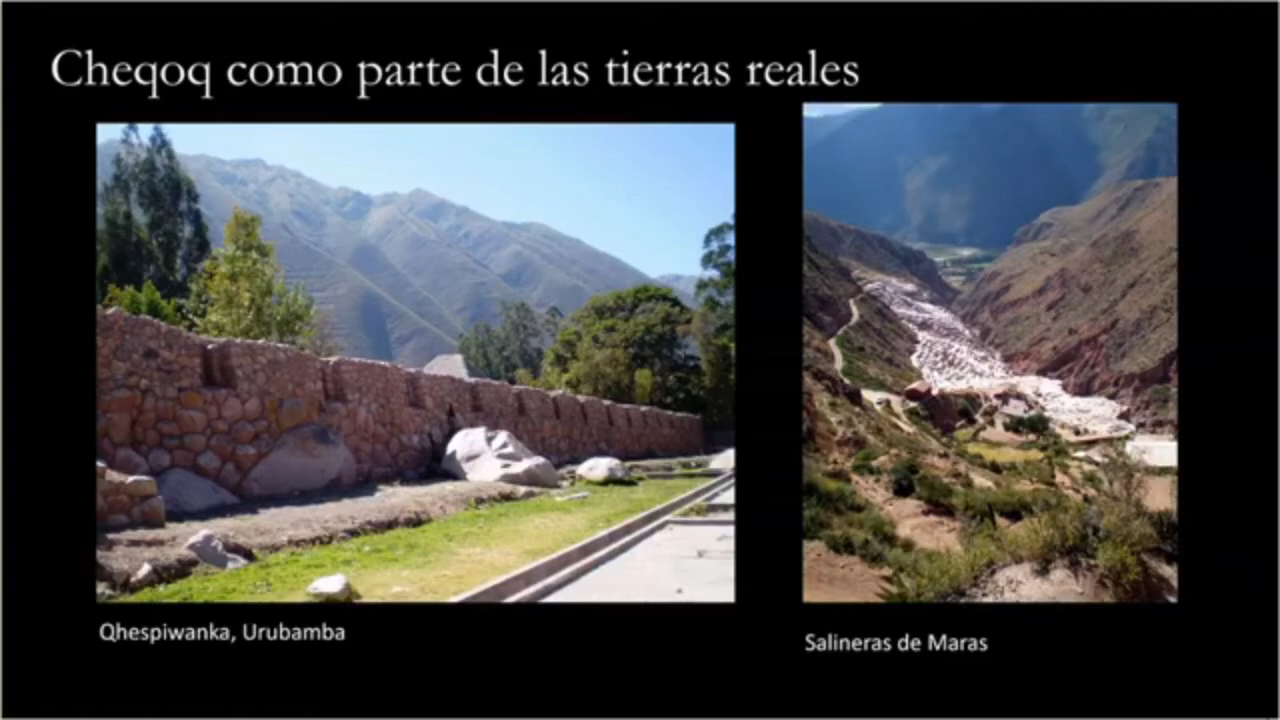 Cheqoq como parte de las tierras reales
Qhespiwanka, Urubamba
Salineras de Maras